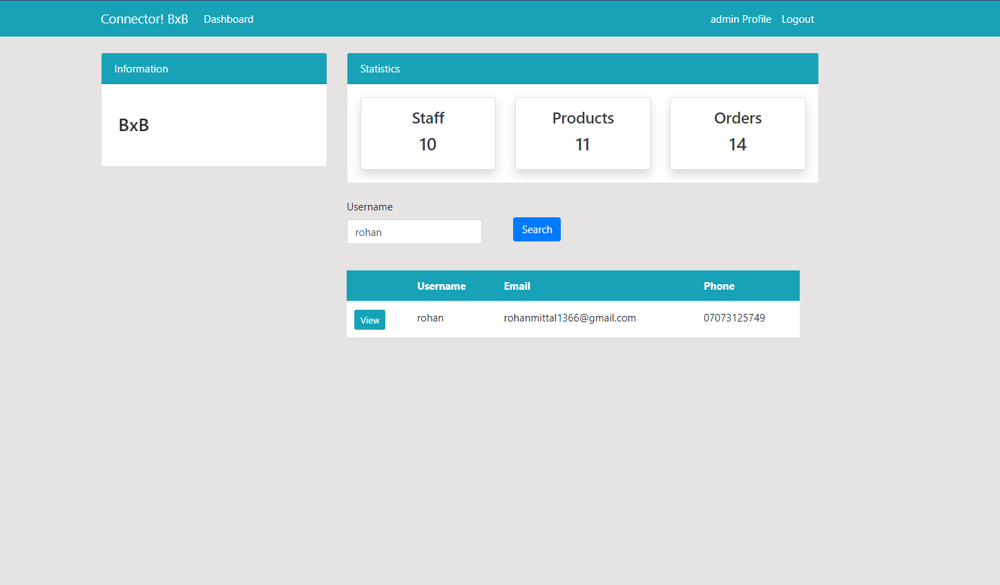 Connector! BxB Dashboard admin Profile Logout
Information
BxB
Statistics
Staff Products Orders
10 11 14
Username
rohan Search
Username Email Phone
View rohan rohanmittal1366@gmail.com 07073125749